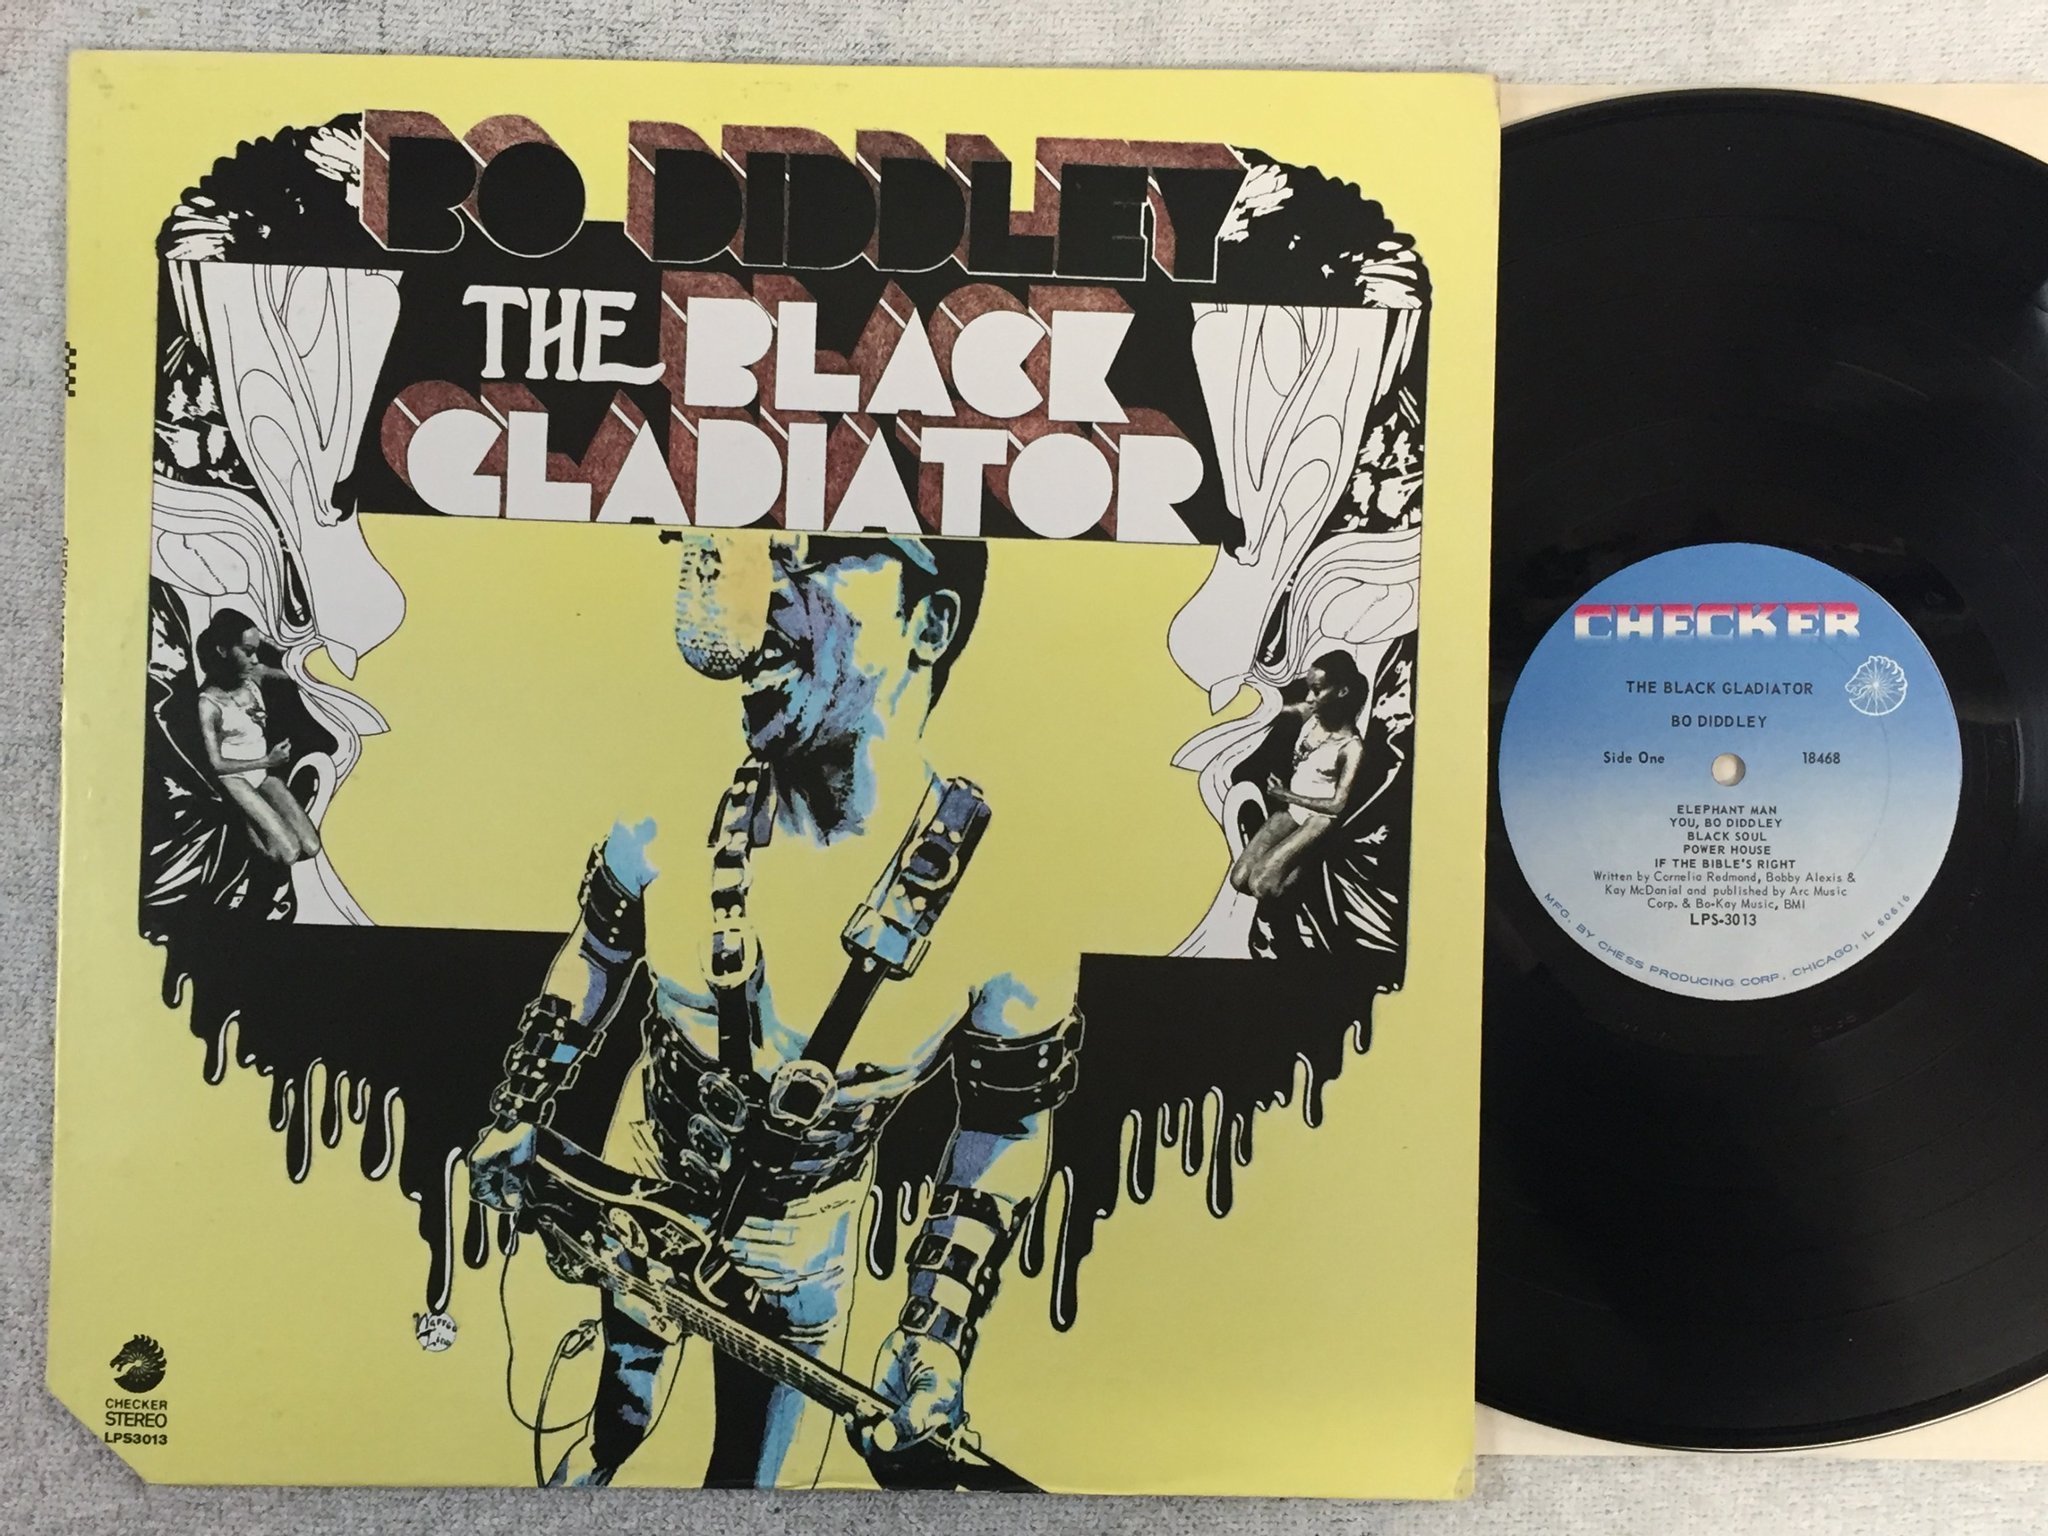 BO DIDDLEY
THE BLACK
GLADIATOR
CHECKER
STEREO
LPS3013
CHECKER
THE BLACK GLADIATOR
BO DIDDLEY
Side One 18468
ELEPHANT MAN
YOU, BO DIDDLEY
BLACK SOUL
POWER HOUSE
IF THE BIBLE'S RIGHT
Written by Cornelia Redmond, Bobby Alexis &
Kay McDanial and published by Arc Music
Corp. & Bo-Kay Music, BMI
LPS-3013
MFG. BY CHESS PRODUCING CORP. CHICAGO, IL 60616